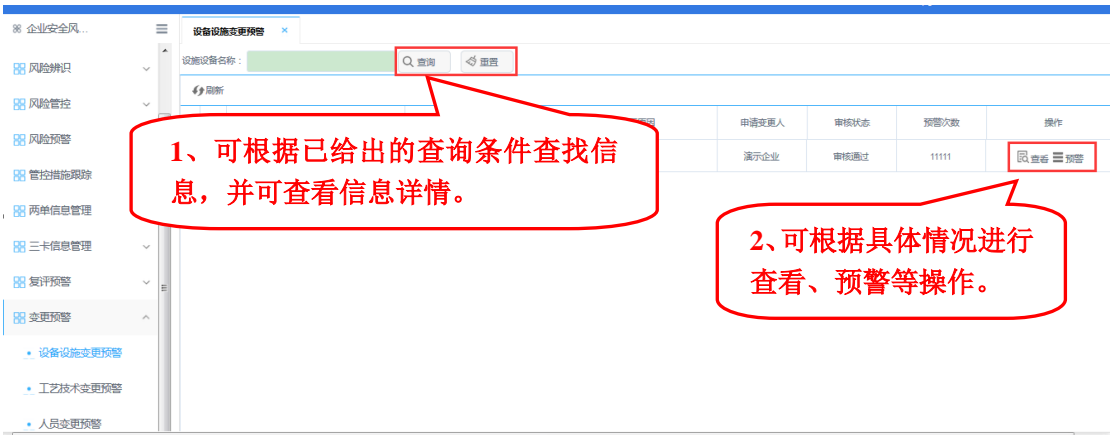 企业安全风...
设备设施变更预警 ×
设施设备名称：
查询
重置
刷新
风险辨识
风险管控
风险预警
管控措施跟踪
两单信息管理
三卡信息管理
复评预警
变更预警
设备设施变更预警
工艺技术变更预警
人员变更预警
申请变更人 审核状态 预警次数 操作
演示企业 审核通过 11111 查看 预警
1、可根据已给出的查询条件查找信
息，并可查看信息详情。
2、可根据具体情况进行
查看、预警等操作。